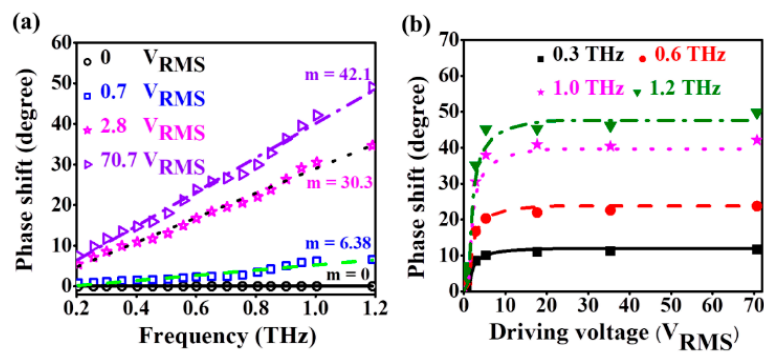 (a)
60
50
40
30
20
10
0
Phase shift (degree)
0 V_RMS
0.7 V_RMS
2.8 V_RMS
70.7 V_RMS
m = 42.1
m = 30.3
m = 6.38
m = 0
0.2 0.4 0.6 0.8 1.0 1.2
Frequency (THz)
(b)
70
60
50
40
30
20
10
0
Phase shift (degree)
0.3 THz 0.6 THz
1.0 THz 1.2 THz
0 10 20 30 40 50 60 70
Driving voltage (V_RMS)